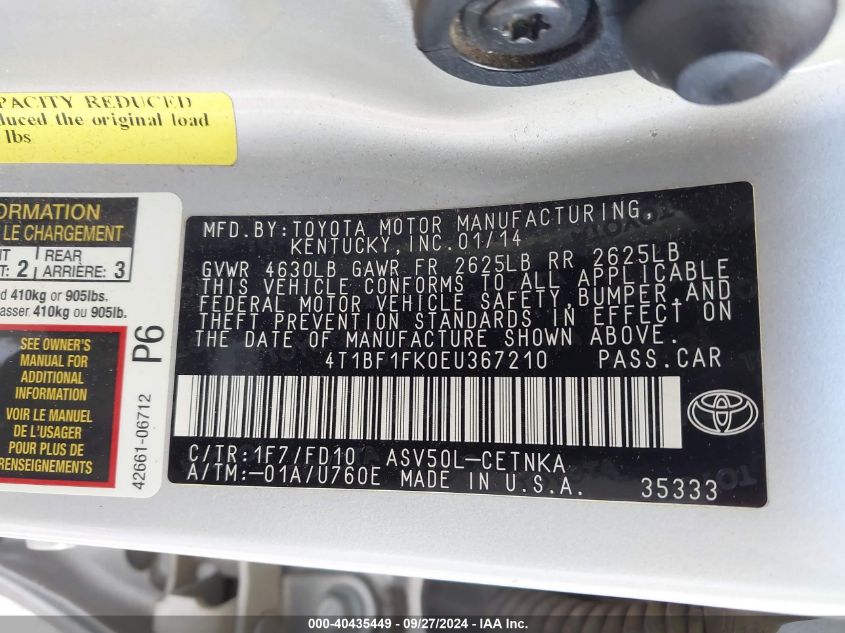 PACITY REDUCED
duced the original load
lbs
ORMATION
LE CHARGEMENT
2 REAR ARRIÈRE: 3
410kg or 905lbs.
asser 410kg ou 905lb.
SEE OWNER'S
MANUAL FOR
ADDITIONAL
INFORMATION
VOIR LE MANUEL
DE L'USAGER
POUR PLUS DE
RENSEIGNEMENTS
P6
42661-06712
MFD.BY:TOYOTA MOTOR MANUFACTURING,
KENTUCKY,INC.01/14
GVWR 4630LB GAWR FR 2625LB RR 2625LB
THIS VEHICLE CONFORMS TO ALL APPLICABLE
FEDERAL MOTOR VEHICLE SAFETY,BUMPER,AND
THEFT PREVENTION STANDARDS IN EFFECT ON
THE DATE OF MANUFACTURE SHOWN ABOVE.
4T1BF1FK0EU367210 PASS.CAR
C/TR:1F7/FD10 ASV50L-CETNKA
A/TM:-01A/U760E MADE IN U.S.A. 35333
000-40435449 - 09/27/2024 - IAA Inc.